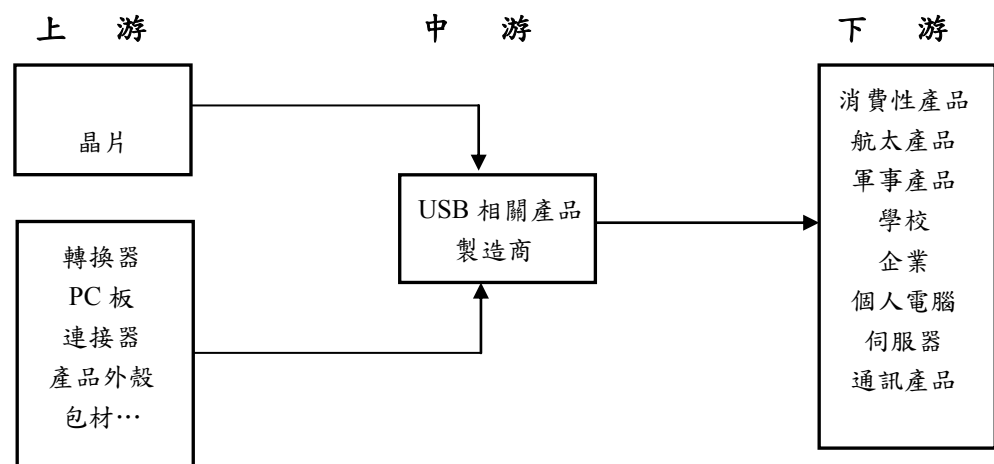 上 游
中 游
下 游
晶片
轉換器
PC 板
連接器
產品外殼
包材…
USB 相關產品
製造商
消費性產品
航太產品
軍事產品
學校
企業
個人電腦
伺服器
通訊產品